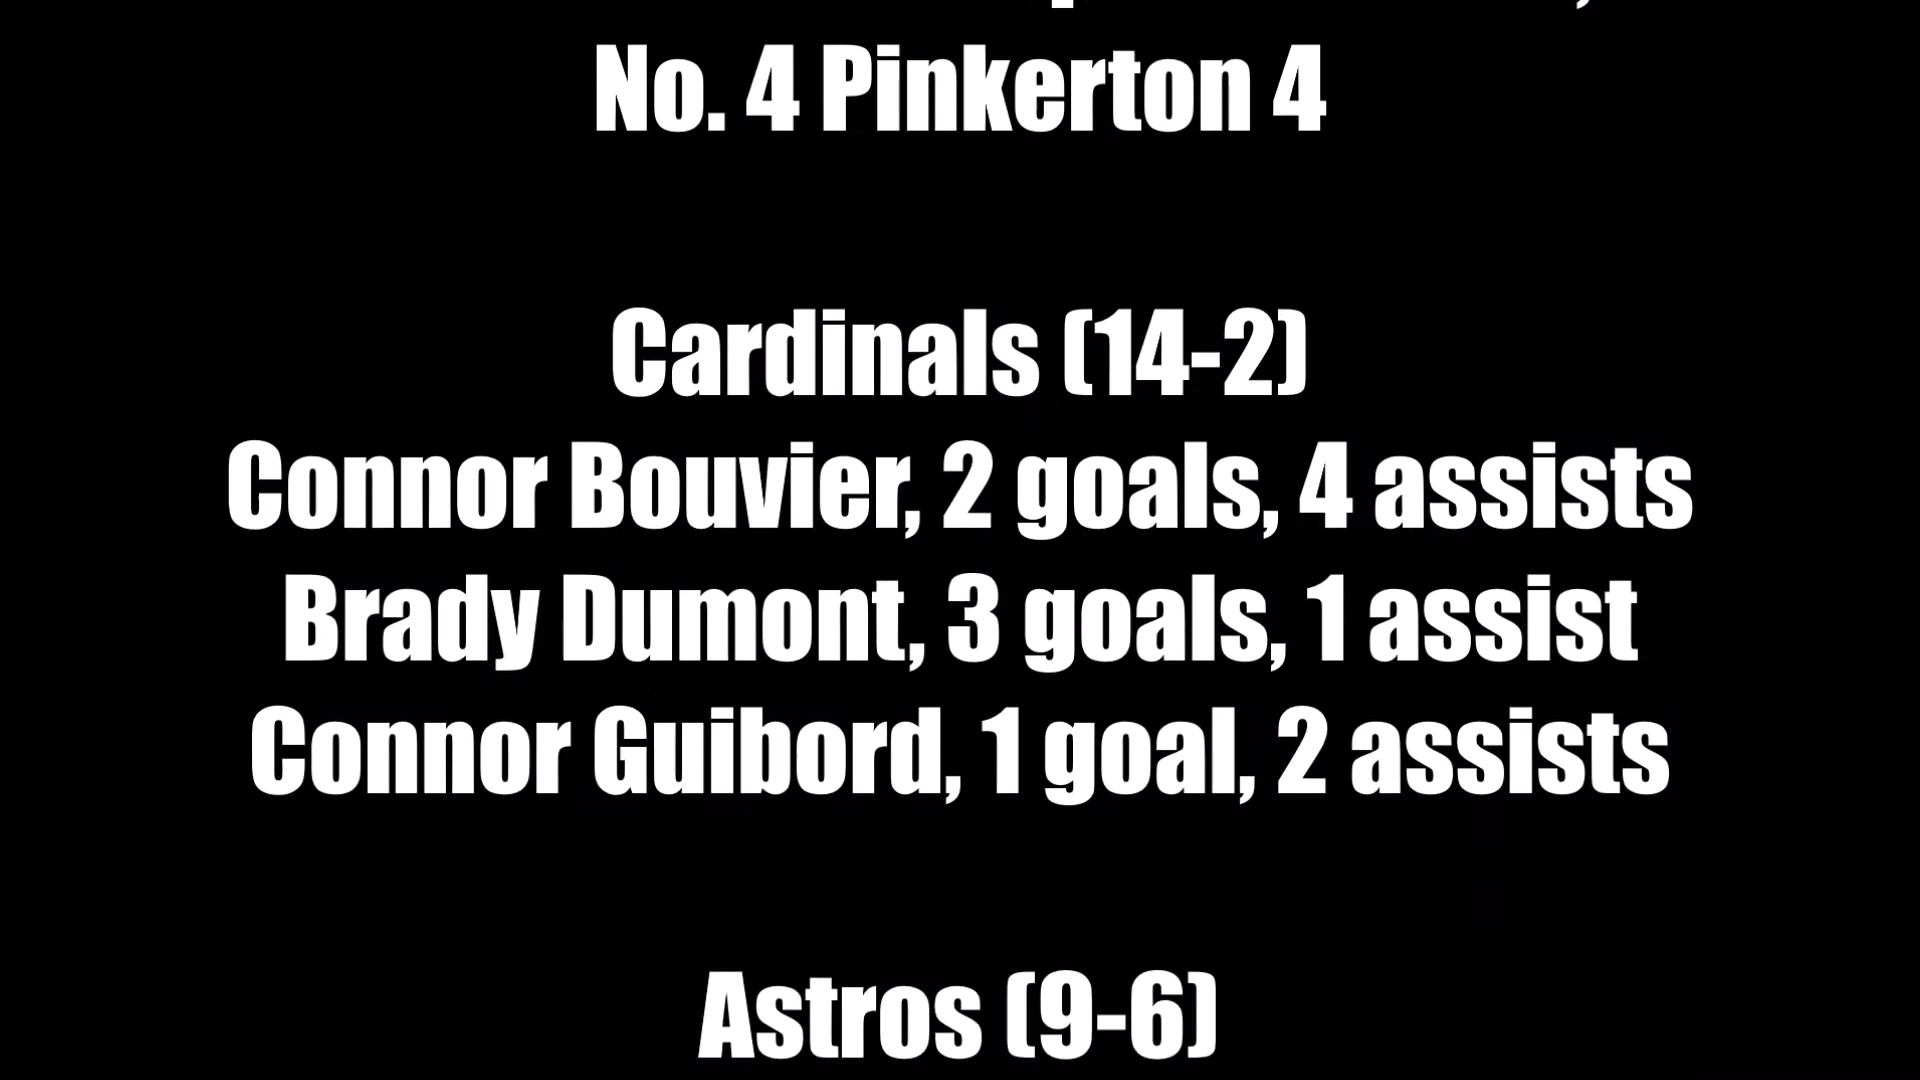 No. 4 Pinkerton 4
Cardinals (14-2)
Connor Bouvier, 2 goals, 4 assists
Brady Dumont, 3 goals, 1 assist
Connor Guibord, 1 goal, 2 assists
Astros (9-6)